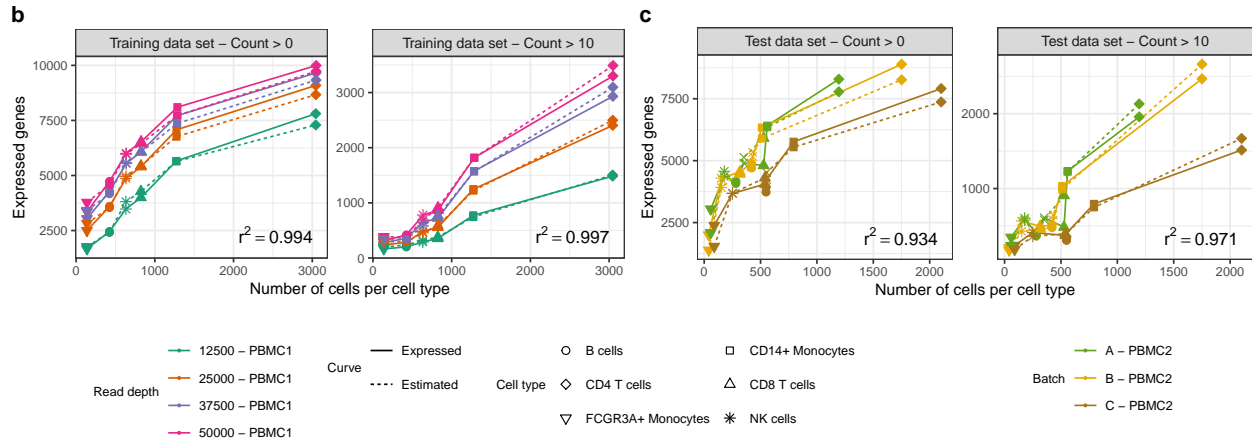 b
c
Training data set − Count > 0
Training data set − Count > 10
Test data set − Count > 0
Test data set − Count > 10
Expressed genes
10000
7500
5000
2500
r² = 0.994
0
1000
2000
3000
3000
2000
1000
0
r² = 0.997
0
1000
2000
3000
Number of cells per cell type
Expressed genes
7500
5000
2500
r² = 0.934
0
500
1000
1500
2000
2000
1000
r² = 0.971
0
500
1000
1500
2000
Number of cells per cell type
Read depth
12500 − PBMC1
25000 − PBMC1
37500 − PBMC1
50000 − PBMC1
Curve
Expressed
Estimated
Cell type
B cells
CD4 T cells
FCGR3A+ Monocytes
CD14+ Monocytes
CD8 T cells
NK cells
Batch
A − PBMC2
B − PBMC2
C − PBMC2